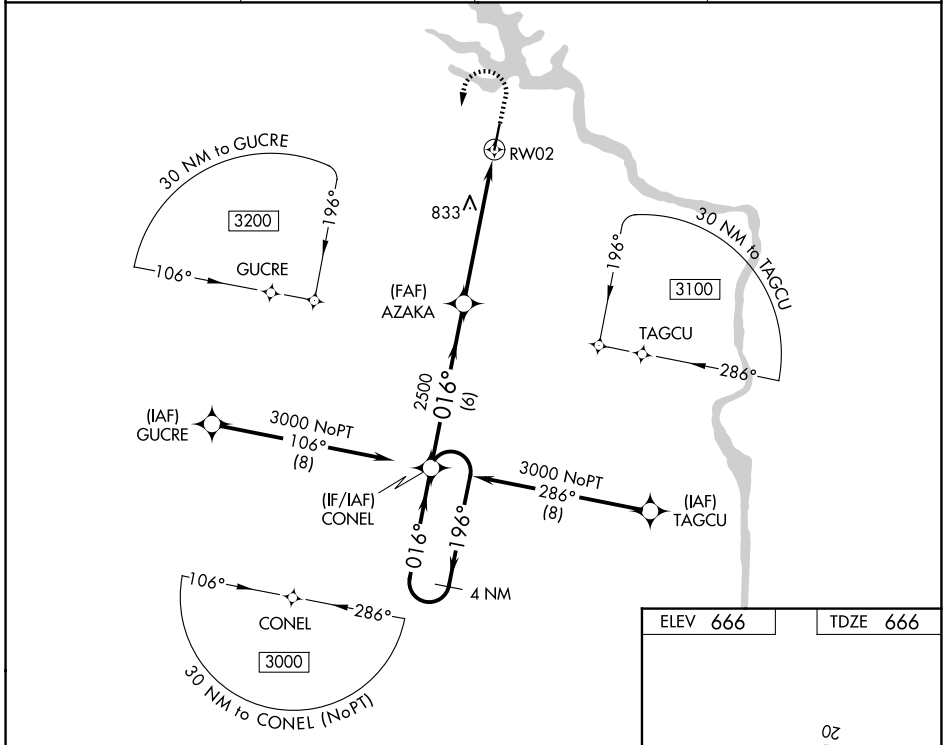 30 NM to GUCRE
3200
196°
106°
GUCRE
RW02
833
(FAF)
AZAKA
30 NM to TAGCU
196°
3100
TAGCU
286°
2500
016°
(6)
(IAF)
GUCRE
3000 NoPT
106°
(8)
(IF/IAF)
CONEL
3000 NoPT
286°
(8)
(IAF)
TAGCU
016°
196°
4 NM
106°
286°
CONEL
3000
30 NM to CONEL (NoPT)
ELEV 666
TDZE 666
20